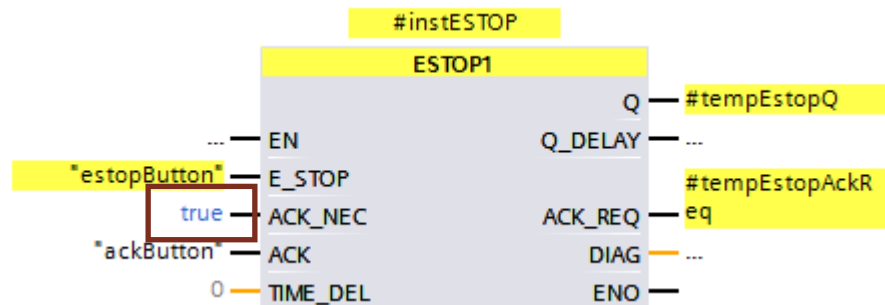 #instESTOP
ESTOP1
Q #tempEstopQ
... EN Q_DELAY ...
"estopButton" E_STOP #tempEstopAckR
true ACK_NEC ACK_REQ eq
"ackButton" ACK DIAG ...
0 TIME_DEL ENO